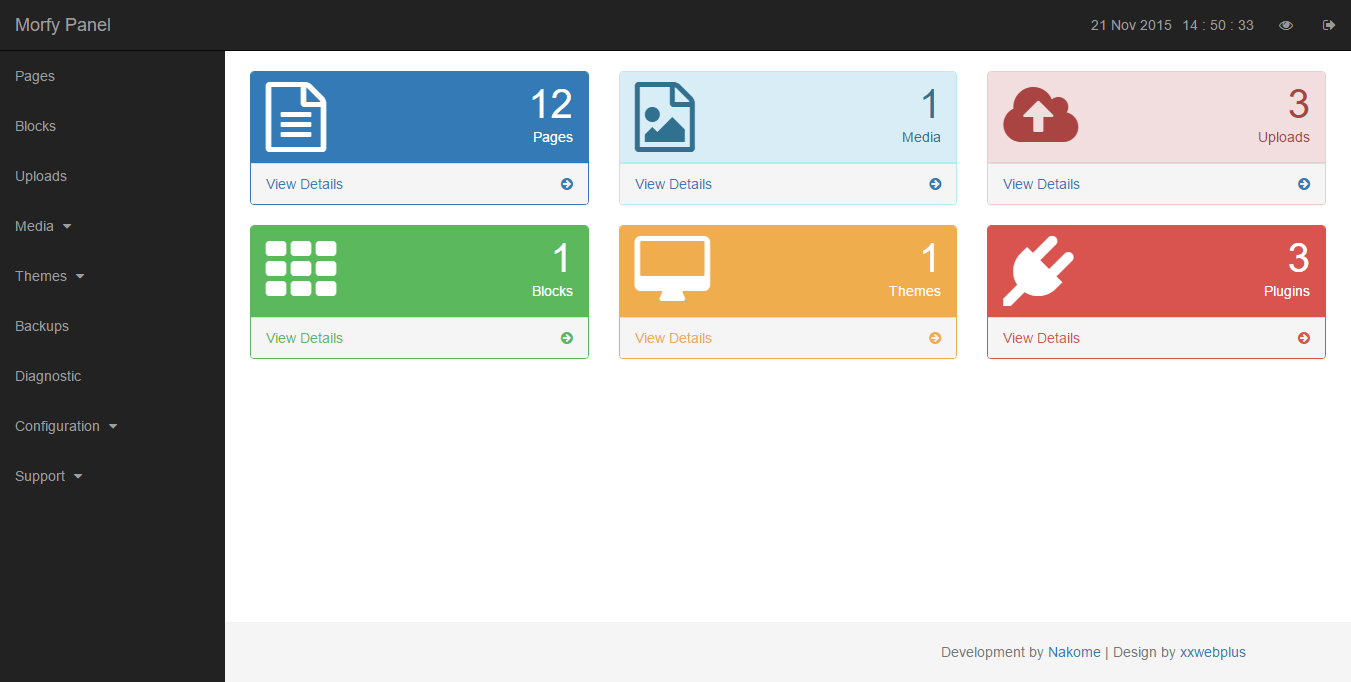 Morfy Panel
21 Nov 2015 14 : 50 : 33
Pages
Blocks
Uploads
Media
Themes
Backups
Diagnostic
Configuration
Support
12
Pages
View Details
1
Media
View Details
3
Uploads
View Details
1
Blocks
View Details
1
Themes
View Details
3
Plugins
View Details
Development by Nakome | Design by xxwebplus